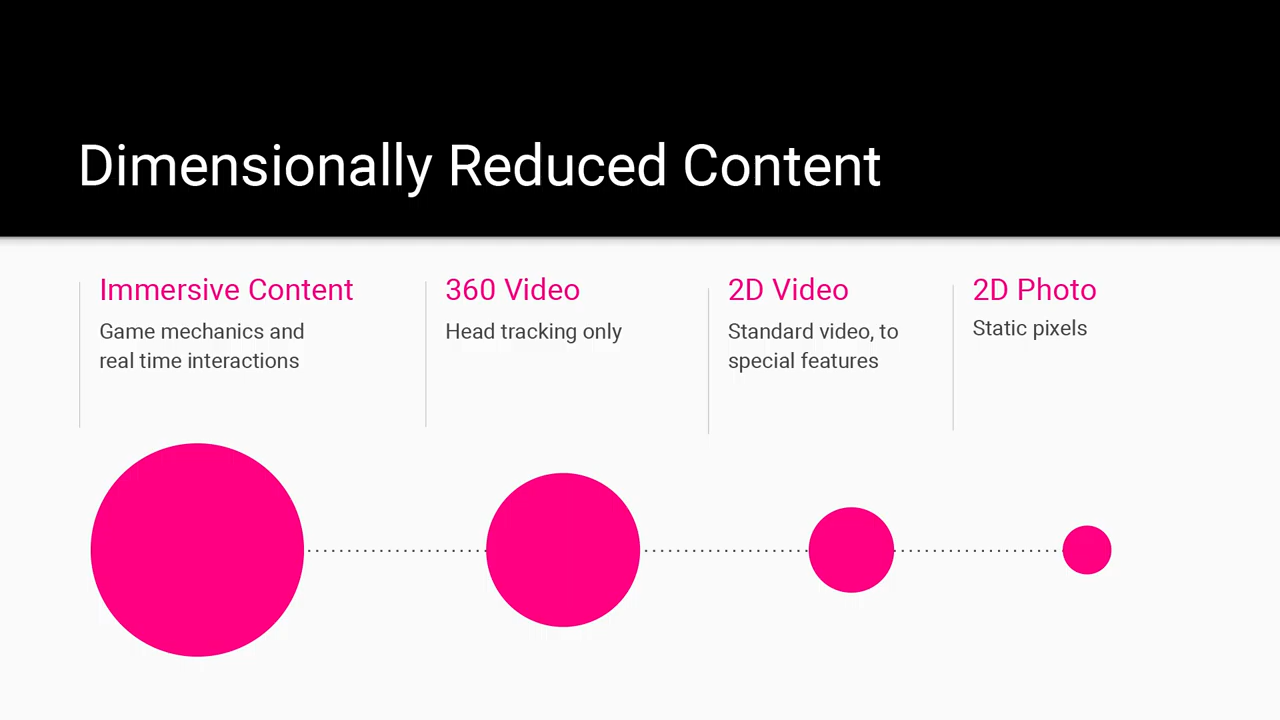 Dimensionally Reduced Content
Immersive Content
Game mechanics and
real time interactions
360 Video
Head tracking only
2D Video
Standard video, to
special features
2D Photo
Static pixels